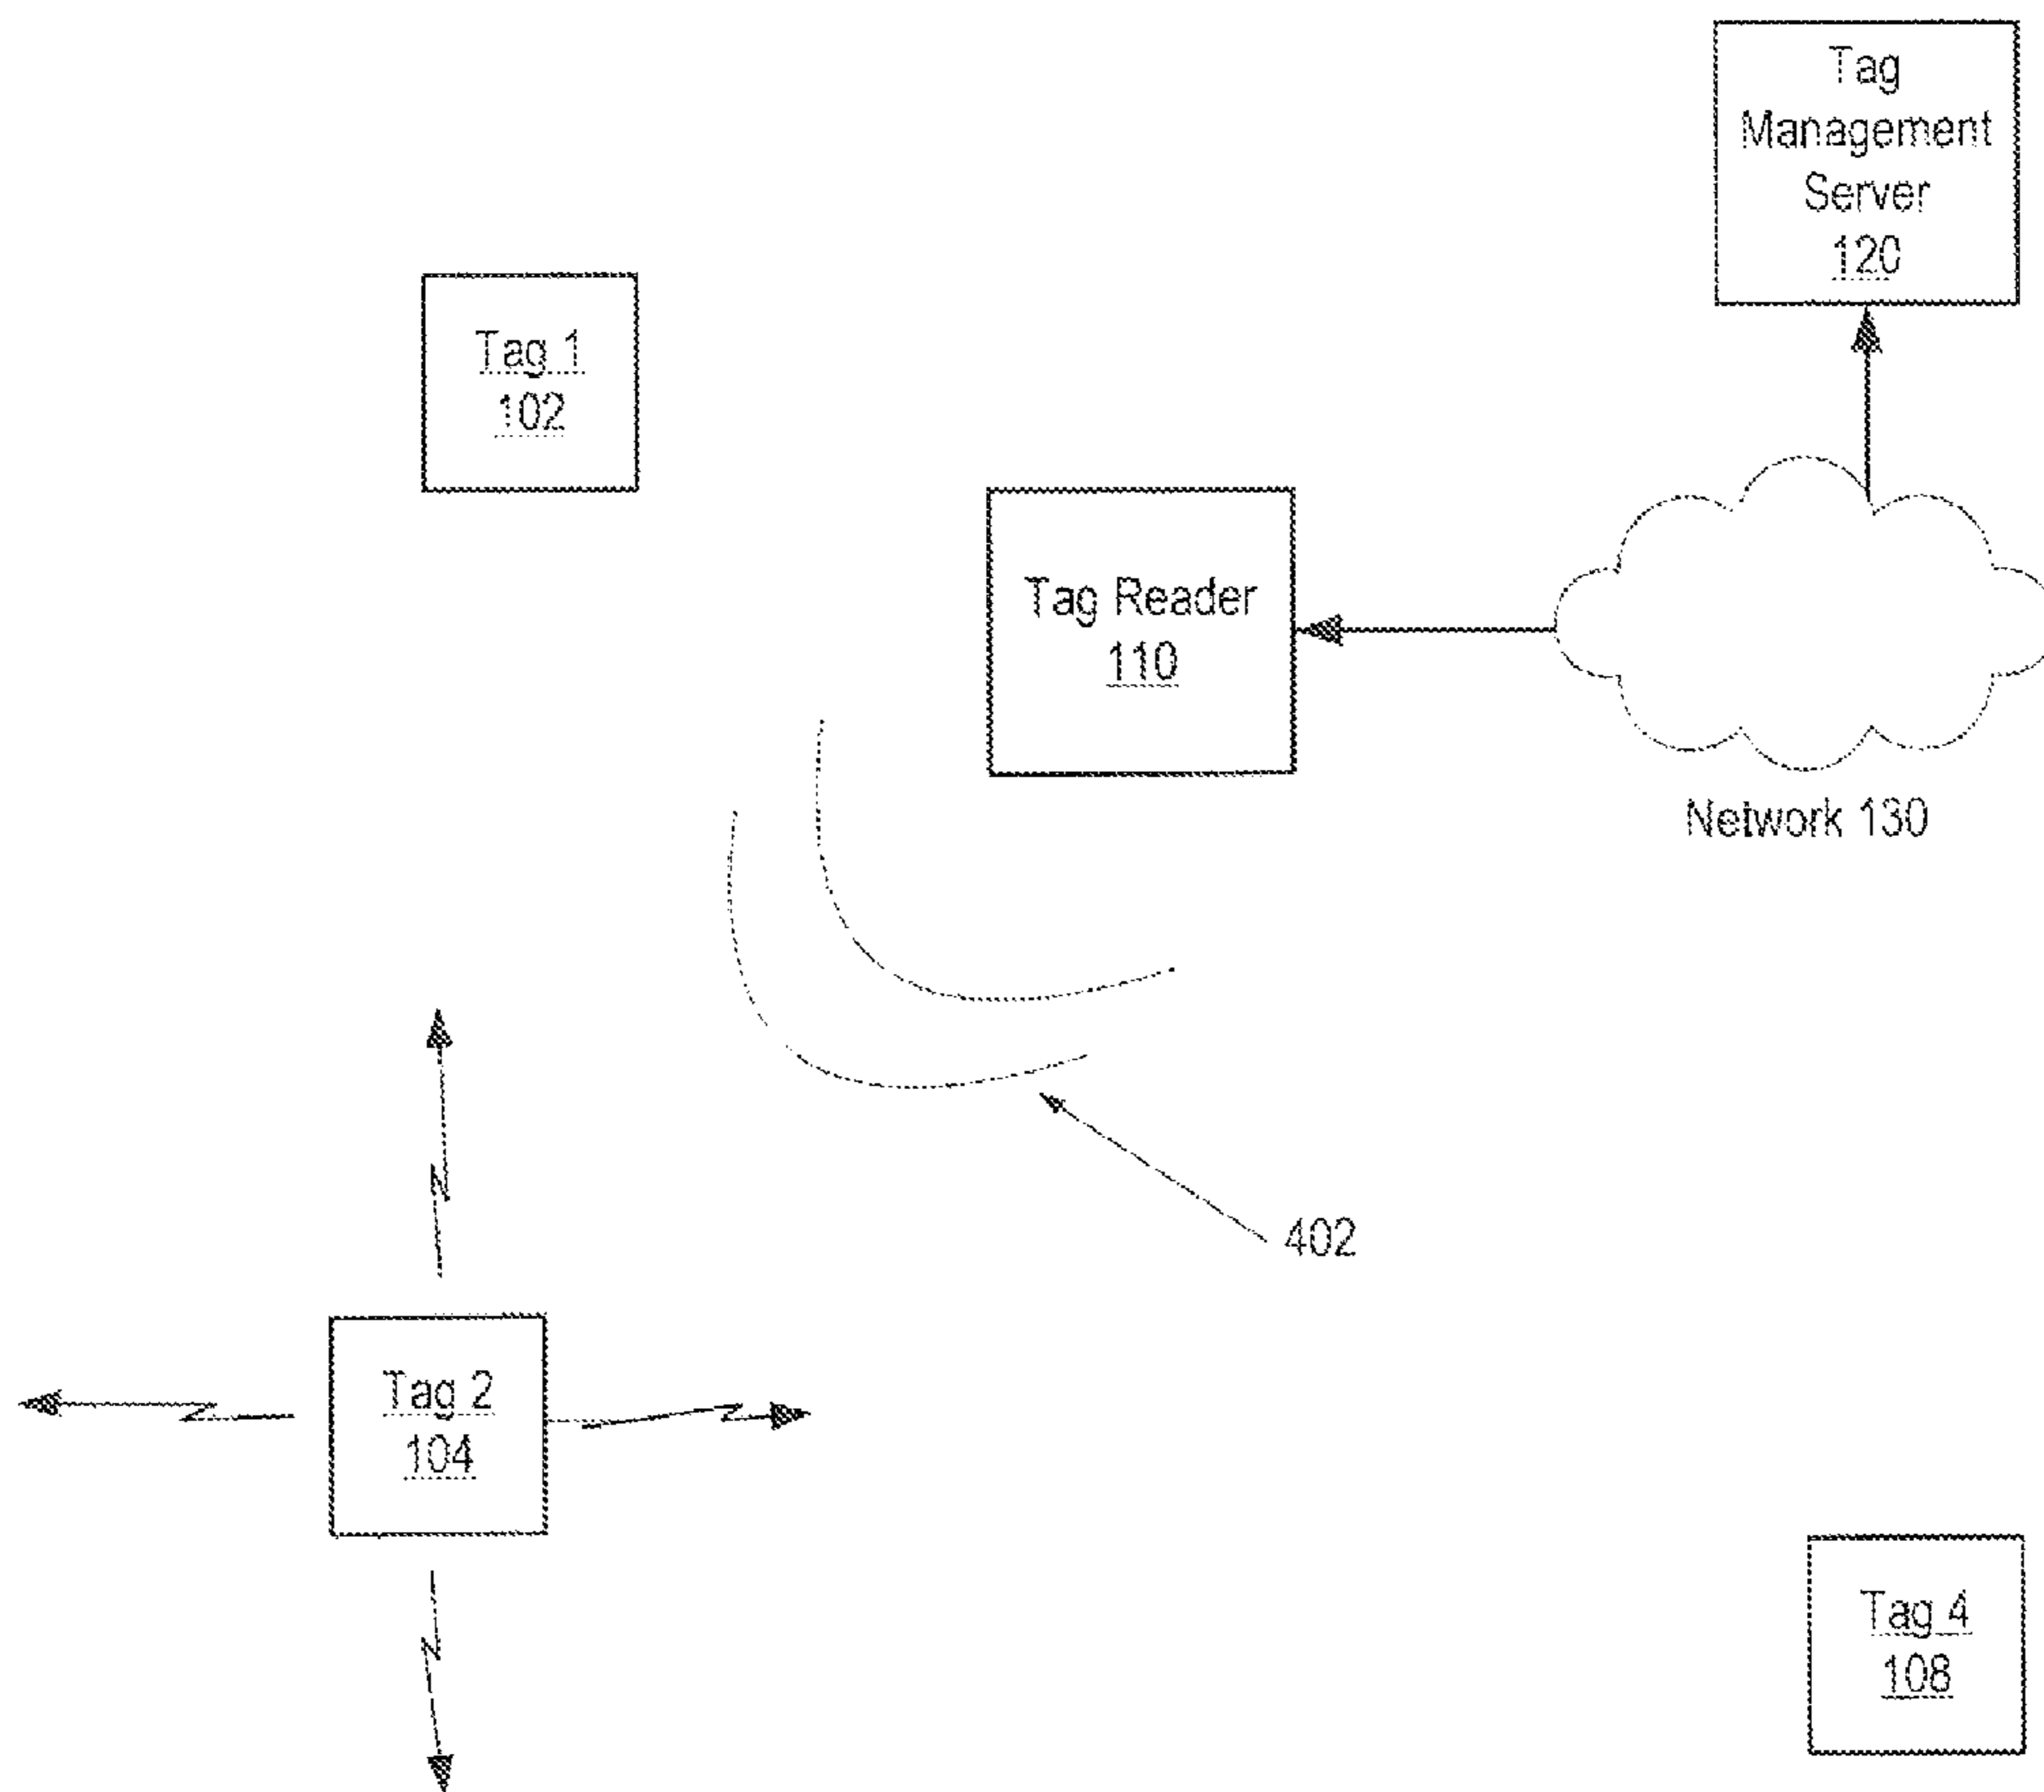 Tag
Management
Server
120
Tag 1
102
Tag Reader
110
Network 130
402
Tag 2
104
Tag 4
108